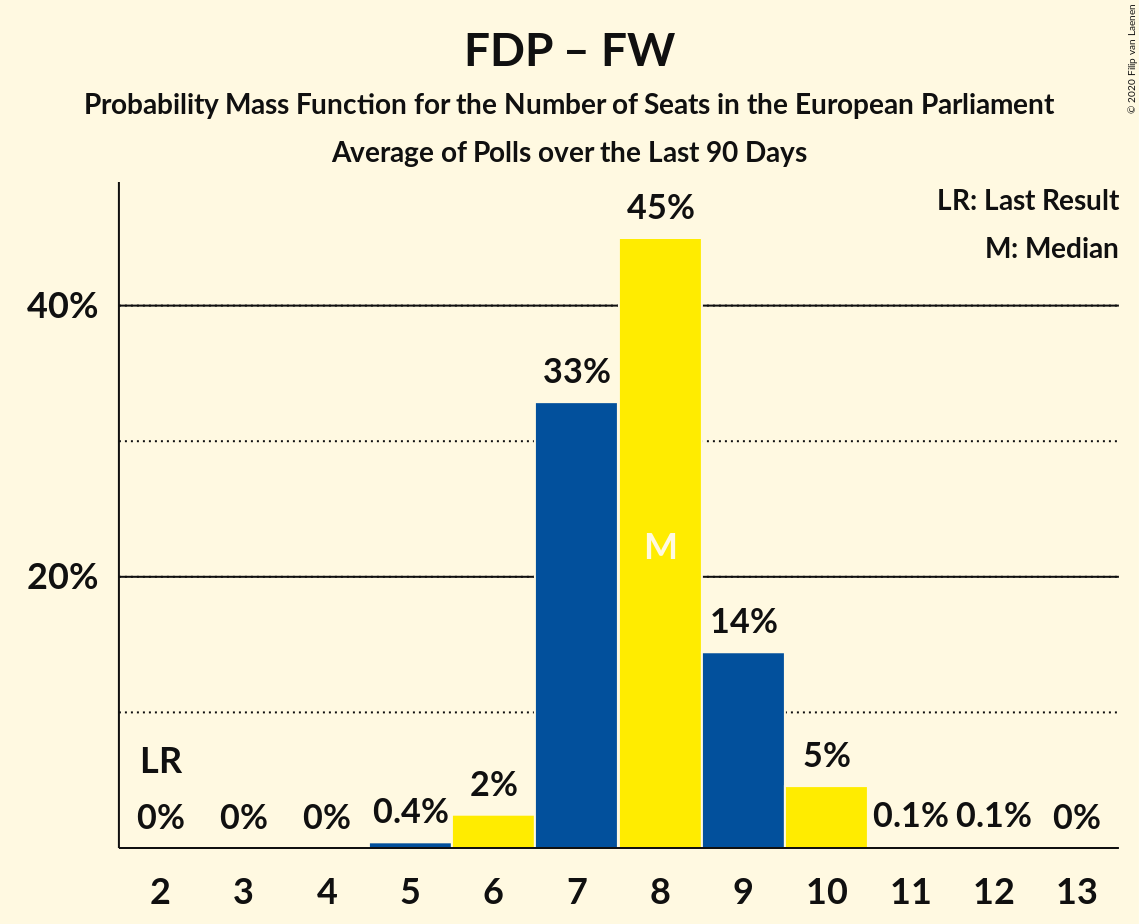 FDP – FW
Probability Mass Function for the Number of Seats in the European Parliament
Average of Polls over the Last 90 Days
© 2020 Filip van Laenen
LR: Last Result
M: Median
45%
40%
33%
M
20%
14%
LR
5%
2%
0% 0% 0% 0.4% 0.1% 0.1% 0%
2 3 4 5 6 7 8 9 10 11 12 13